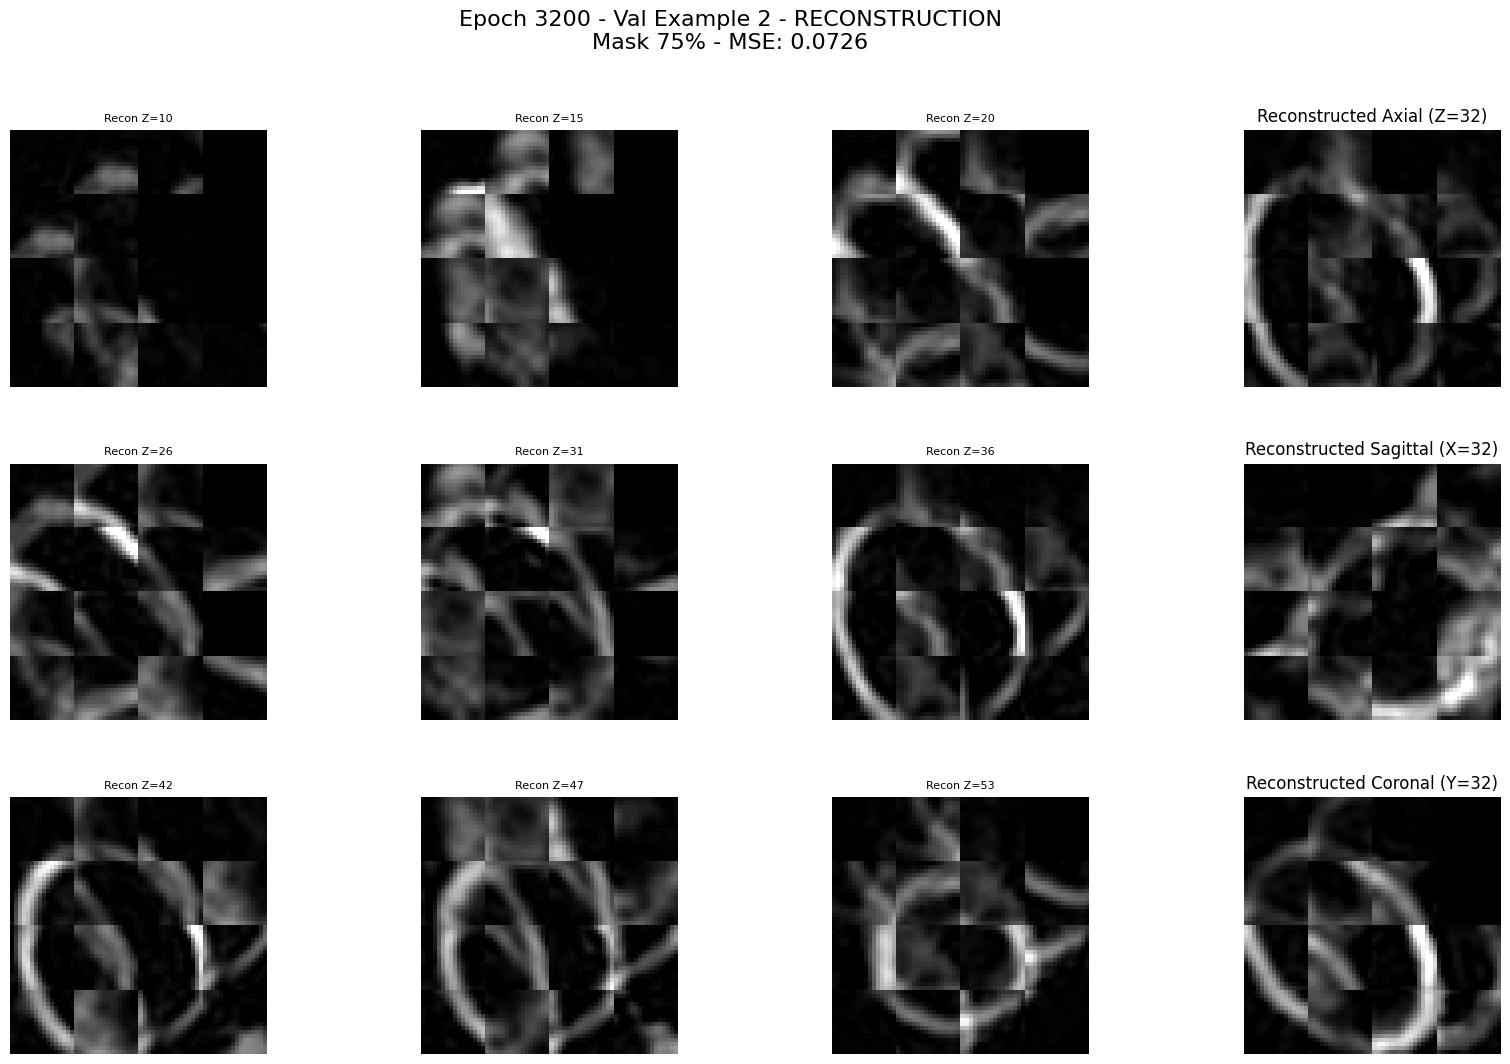 Epoch 3200 - Val Example 2 - RECONSTRUCTION
Mask 75% - MSE: 0.0726
Recon Z=10
Recon Z=15
Recon Z=20
Reconstructed Axial (Z=32)
Recon Z=26
Recon Z=31
Recon Z=36
Reconstructed Sagittal (X=32)
Recon Z=42
Recon Z=47
Recon Z=53
Reconstructed Coronal (Y=32)